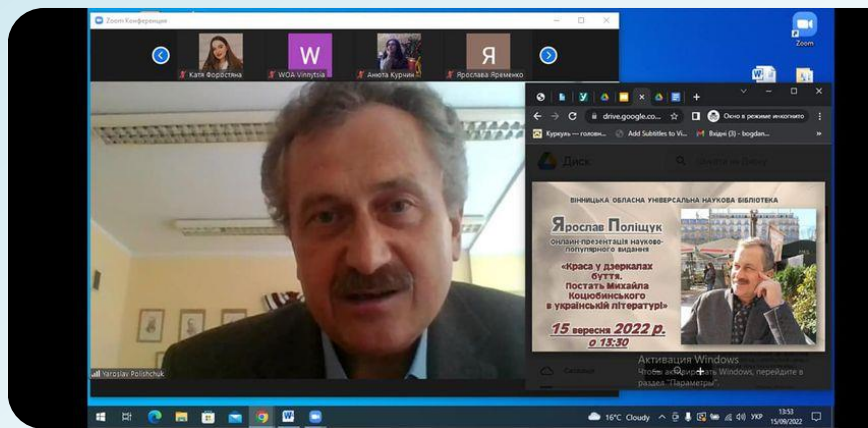 Zoom Конференция
Катя Форостяна
W
WOA Vinnytsia
Анюта Курчин
Я
Ярослава Яременко
Zoom
drive.google.co...
Окно в режиме инкогнито
Куркуль — головн...
Add Subtitles to Vi...
Вхідні (3) - bogdan...
Диск
ВІННИЦЬКА ОБЛАСНА УНІВЕРСАЛЬНА НАУКОВА БІБЛІОТЕКА
Ярослав Поліщук
онлайн-презентація науково-
популярного видання
«Краса у дзеркалах
буття.
Постать Михайла
Коцюбинського
в українській літературі»
15 вересня 2022 р.
о 13:30
Активация Windows
Чтобы активировать Windows, перейдите в
раздел "Параметры".
Yaroslav Polishchuk
16°C Cloudy
УКР
13:53
15/09/2022